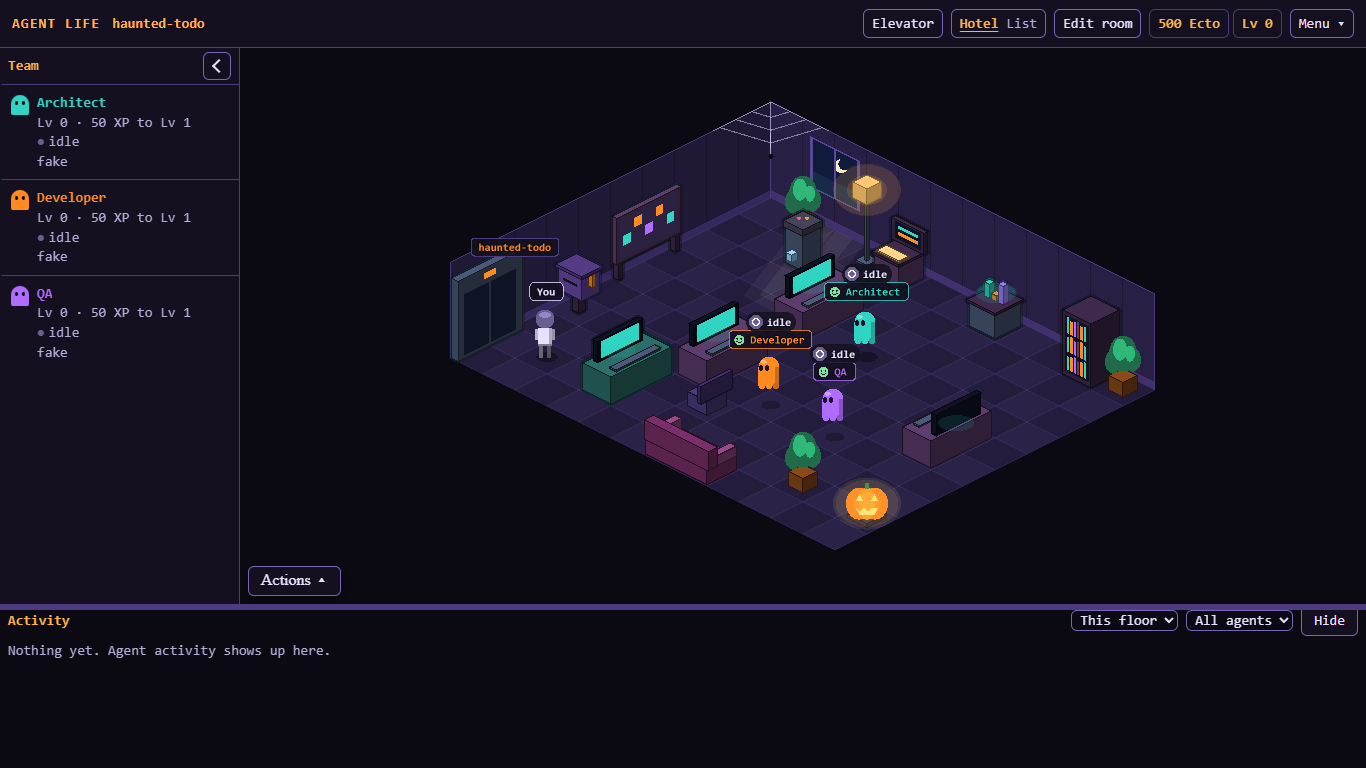 AGENT LIFE haunted-todo
Elevator
Hotel List
Edit room
500 Ecto
Lv 0
Menu ▾
Team
Architect
Lv 0 · 50 XP to Lv 1
idle
fake
Developer
Lv 0 · 50 XP to Lv 1
idle
fake
QA
Lv 0 · 50 XP to Lv 1
idle
fake
haunted-todo
You
idle
Architect
idle
Developer
idle
QA
Actions ▴
Activity
This floor
All agents
Hide
Nothing yet. Agent activity shows up here.